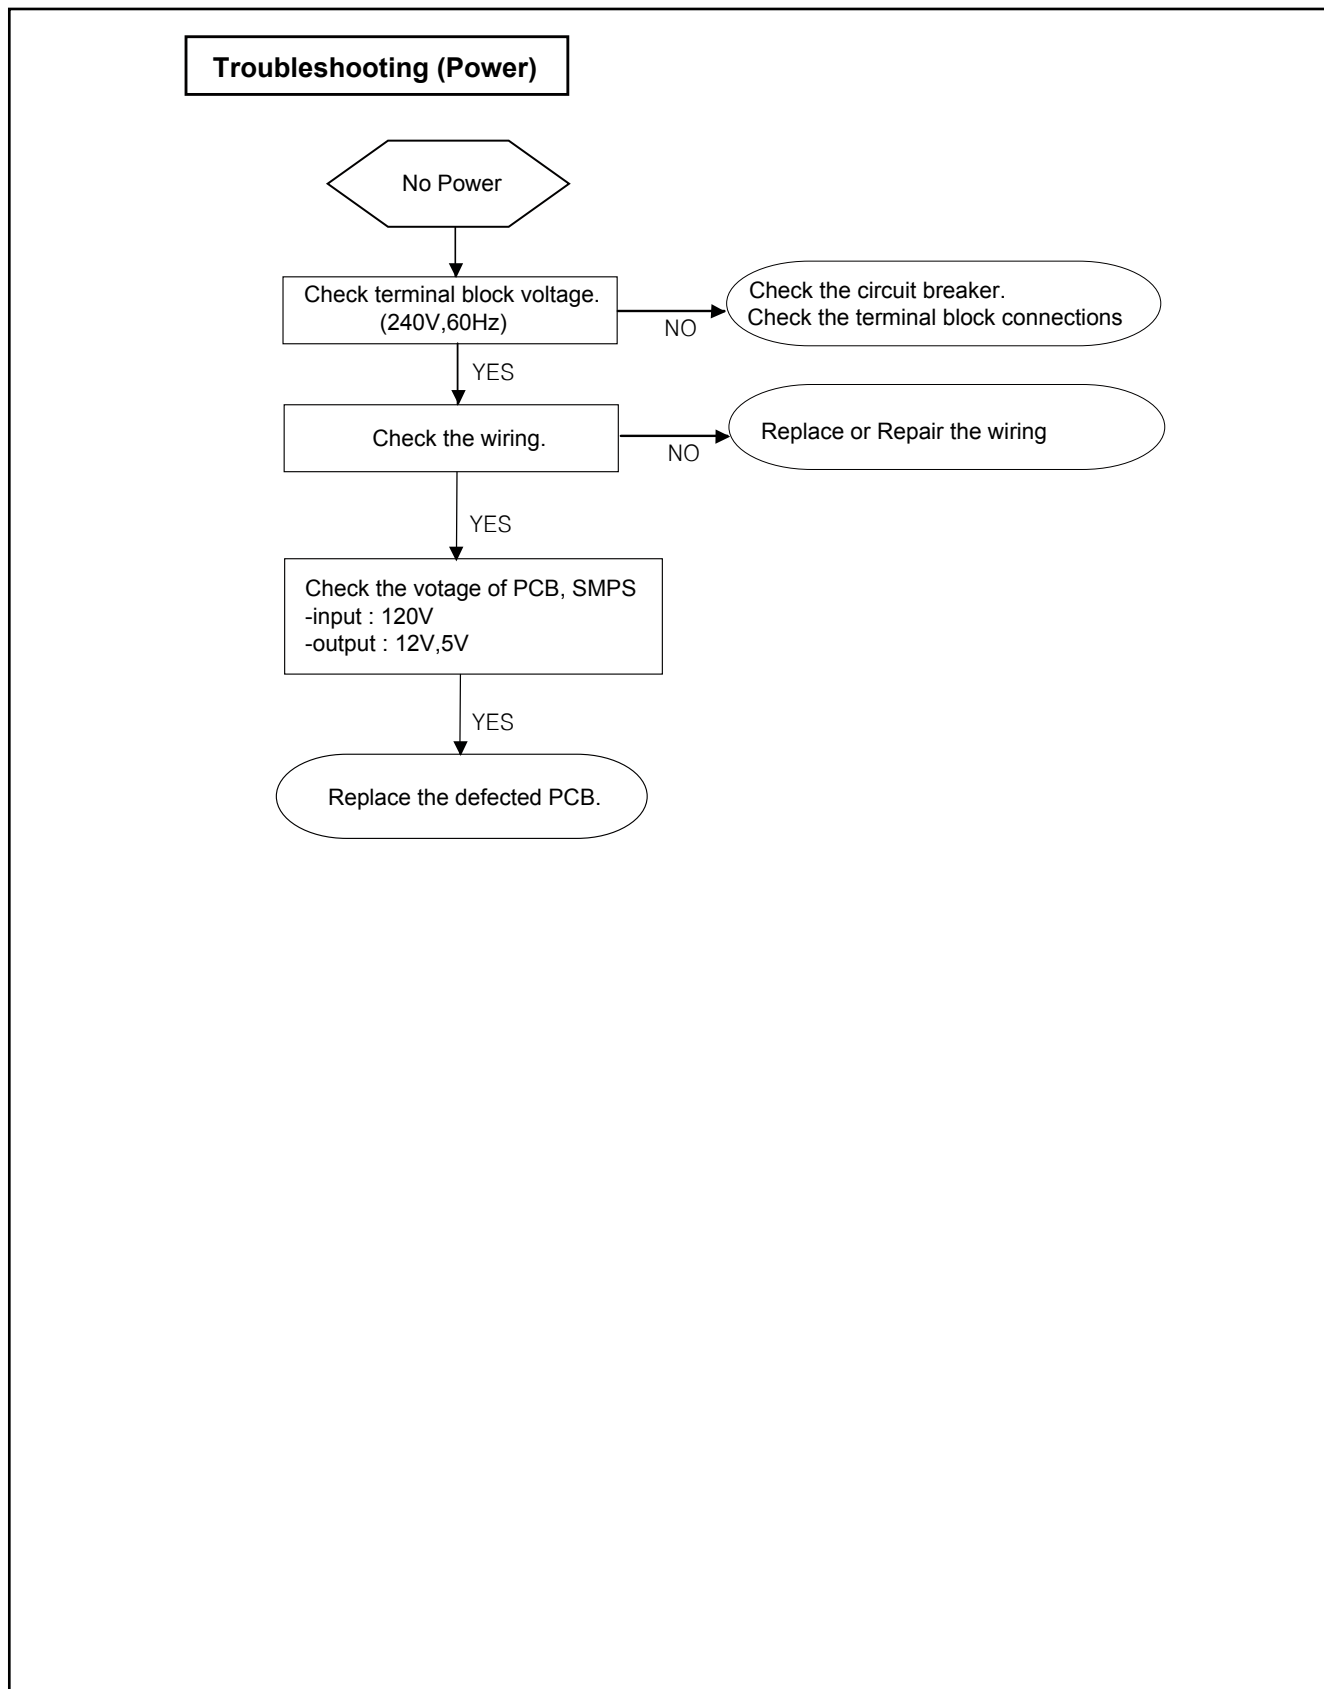 Troubleshooting (Power)
No Power
Check terminal block voltage.
(240V,60Hz)
NO
Check the circuit breaker.
Check the terminal block connections
YES
Check the wiring.
NO
Replace or Repair the wiring
YES
Check the votage of PCB, SMPS
-input : 120V
-output : 12V,5V
YES
Replace the defected PCB.